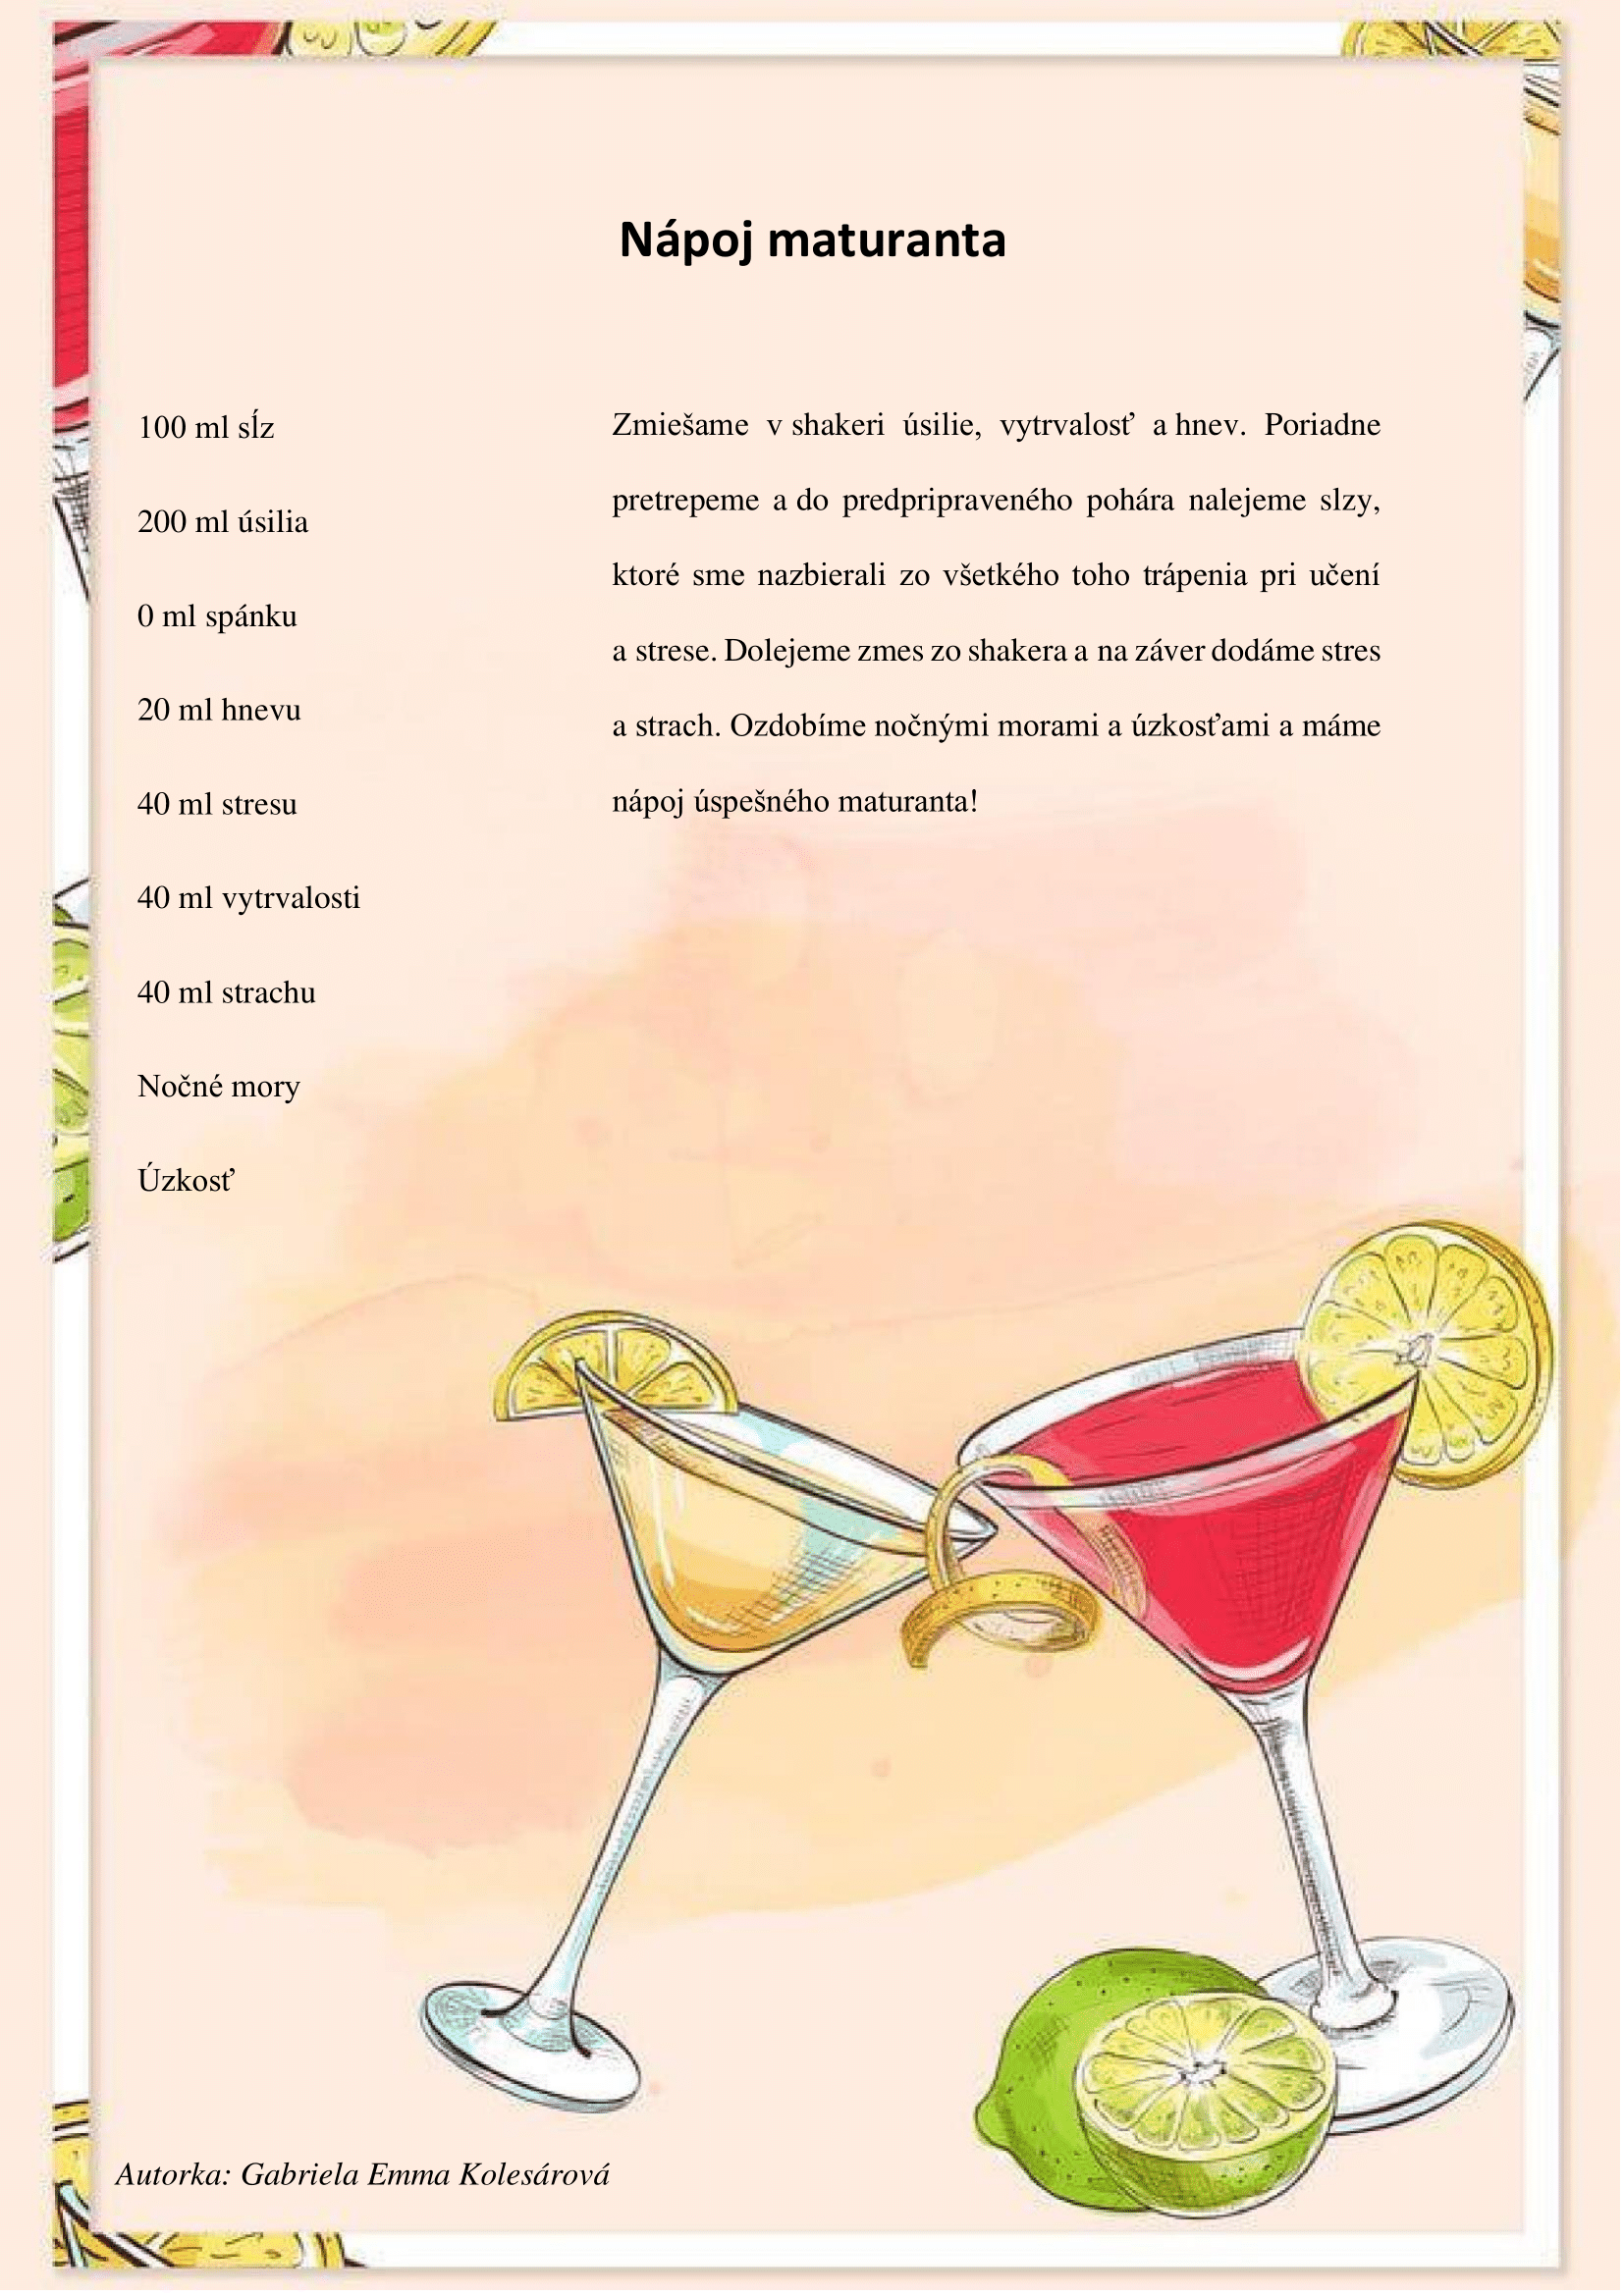 Nápoj maturanta
100 ml sĺz
200 ml úsilia
0 ml spánku
20 ml hnevu
40 ml stresu
40 ml vytrvalosti
40 ml strachu
Nočné mory
Úzkosť
Zmiešame v shakeri úsilie, vytrvalosť a hnev. Poriadne
pretrepeme a do predpripraveného pohára nalejeme slzy,
ktoré sme nazbierali zo všetkého toho trápenia pri učení
a strese. Dolejeme zmes zo shakera a na záver dodáme stres
a strach. Ozdobíme nočnými morami a úzkosťami a máme
nápoj úspešného maturanta!
Autorka: Gabriela Emma Kolesárová